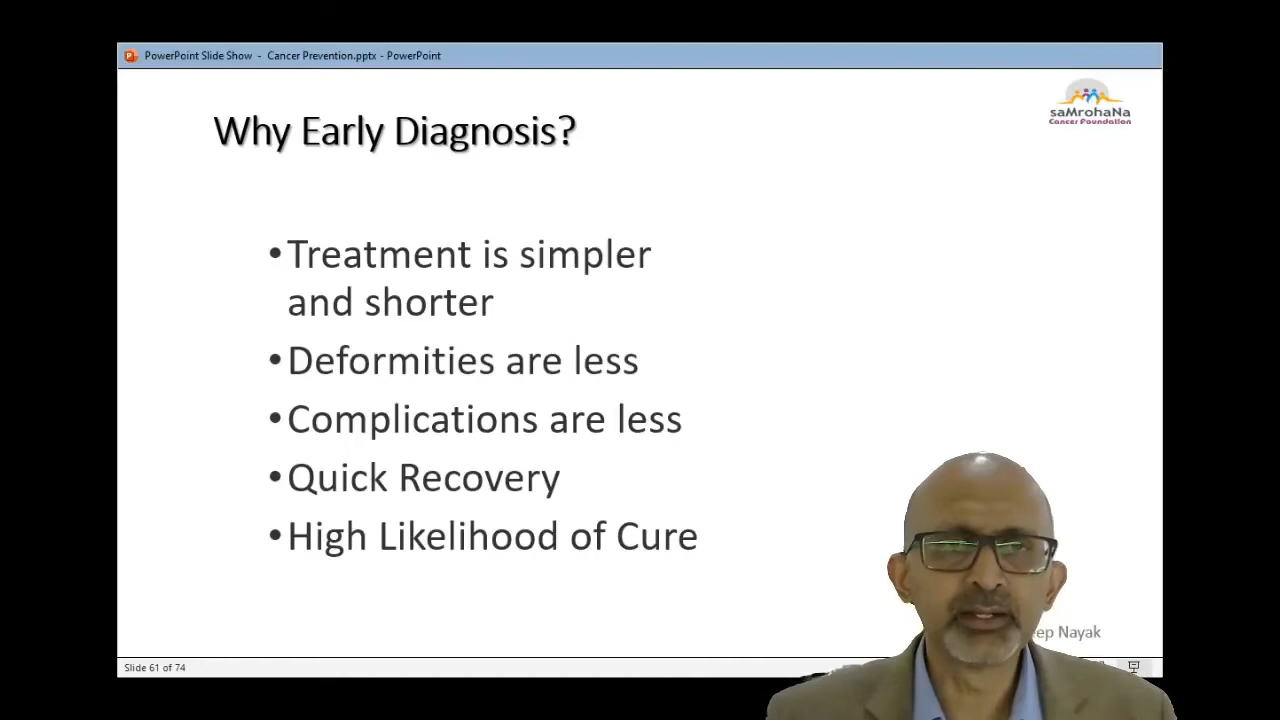 PowerPoint Slide Show - Cancer Prevention.pptx - PowerPoint
saMrohaNa
Cancer Foundation
Why Early Diagnosis?
•Treatment is simpler
and shorter
•Deformities are less
•Complications are less
•Quick Recovery
•High Likelihood of Cure
Nayak
Slide 61 of 74